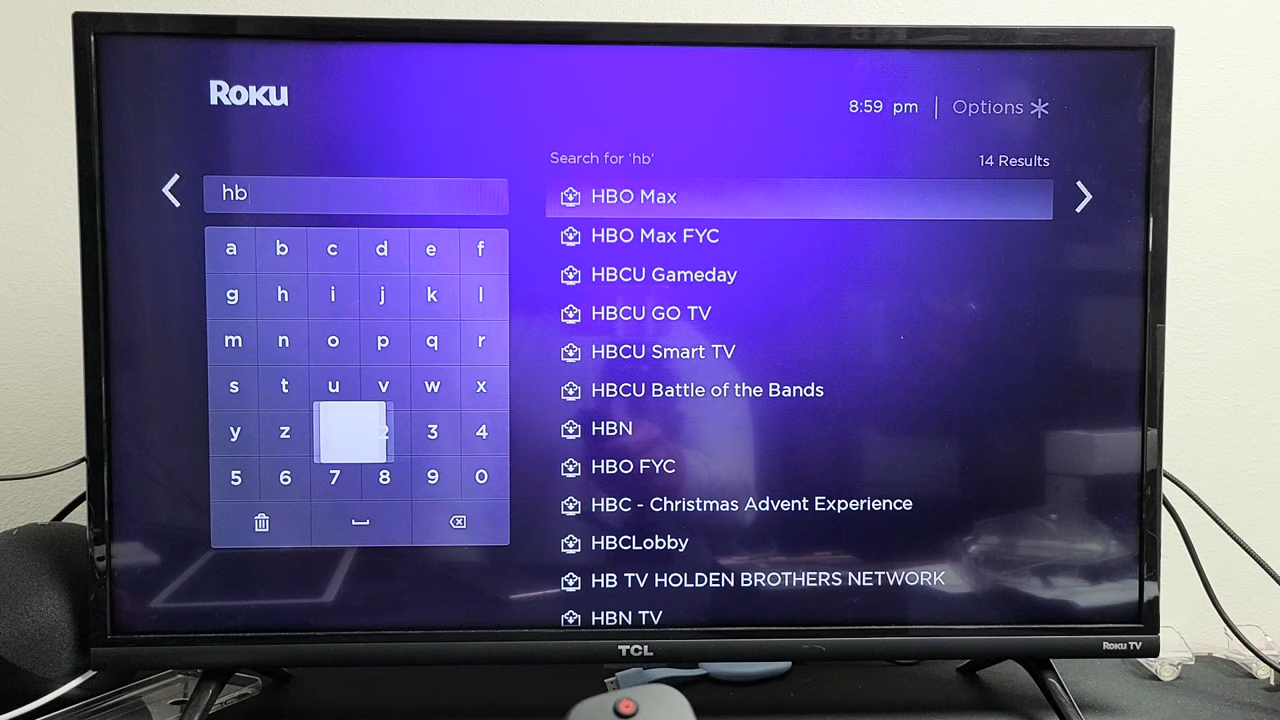 ROKU
8:59 pm | Options
Search for 'hb'
14 Results
hb
a b c d e f
g h i j k l
m n o p q r
s t u v w x
y z 2 3 4
5 6 7 8 9 0
HBO Max
HBO Max FYC
HBCU Gameday
HBCU GO TV
HBCU Smart TV
HBCU Battle of the Bands
HBN
HBO FYC
HBC - Christmas Advent Experience
HBCLobby
HB TV HOLDEN BROTHERS NETWORK
HBN TV
TCL
ROKU TV